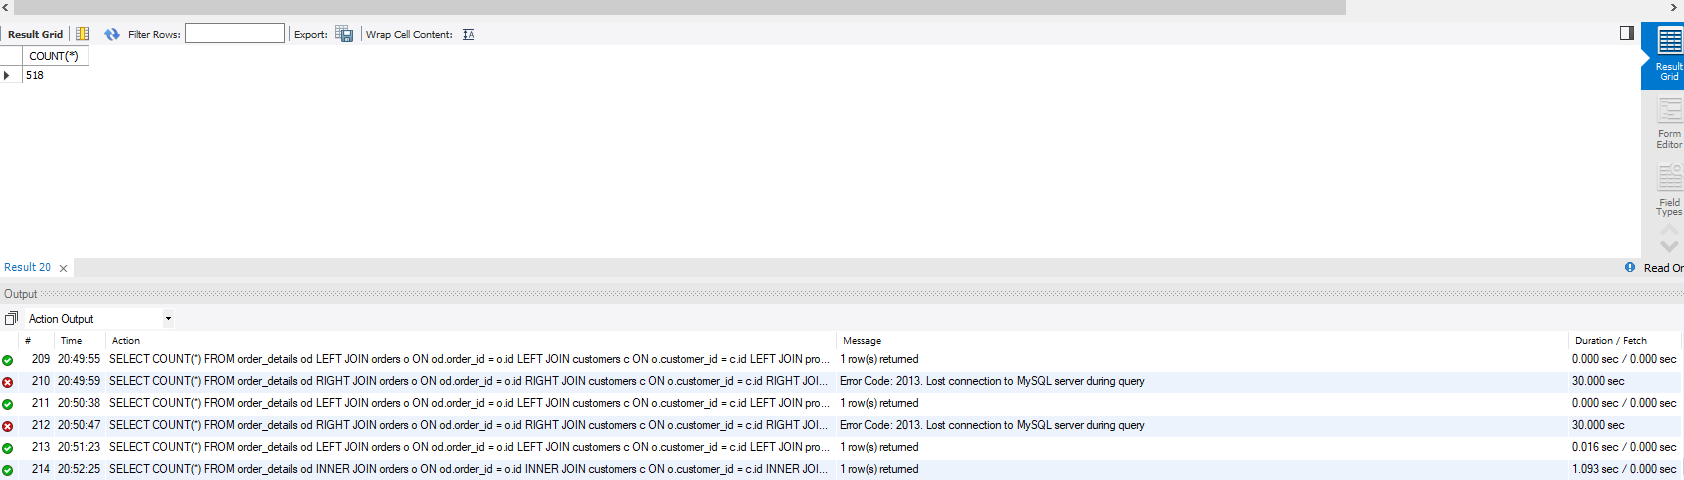 Result Grid Filter Rows: Export: Wrap Cell Content: IA
COUNT(*)
518
Result Grid
Form Editor
Field Types
Result 20 Read On
Output
Action Output
# Time Action Message Duration / Fetch
209 20:49:55 SELECT COUNT(*) FROM order_details od LEFT JOIN orders o ON od.order_id = o.id LEFT JOIN customers c ON o.customer_id = c.id LEFT JOIN pro... 1 row(s) returned 0.000 sec / 0.000 sec
210 20:49:59 SELECT COUNT(*) FROM order_details od RIGHT JOIN orders o ON od.order_id = o.id RIGHT JOIN customers c ON o.customer_id = c.id RIGHT JOI... Error Code: 2013. Lost connection to MySQL server during query 30.000 sec
211 20:50:38 SELECT COUNT(*) FROM order_details od LEFT JOIN orders o ON od.order_id = o.id LEFT JOIN customers c ON o.customer_id = c.id LEFT JOIN pro... 1 row(s) returned 0.000 sec / 0.000 sec
212 20:50:47 SELECT COUNT(*) FROM order_details od RIGHT JOIN orders o ON od.order_id = o.id RIGHT JOIN customers c ON o.customer_id = c.id RIGHT JOI... Error Code: 2013. Lost connection to MySQL server during query 30.000 sec
213 20:51:23 SELECT COUNT(*) FROM order_details od LEFT JOIN orders o ON od.order_id = o.id LEFT JOIN customers c ON o.customer_id = c.id LEFT JOIN pro... 1 row(s) returned 0.016 sec / 0.000 sec
214 20:52:25 SELECT COUNT(*) FROM order_details od INNER JOIN orders o ON od.order_id = o.id INNER JOIN customers c ON o.customer_id = c.id INNER JOI... 1 row(s) returned 1.093 sec / 0.000 sec